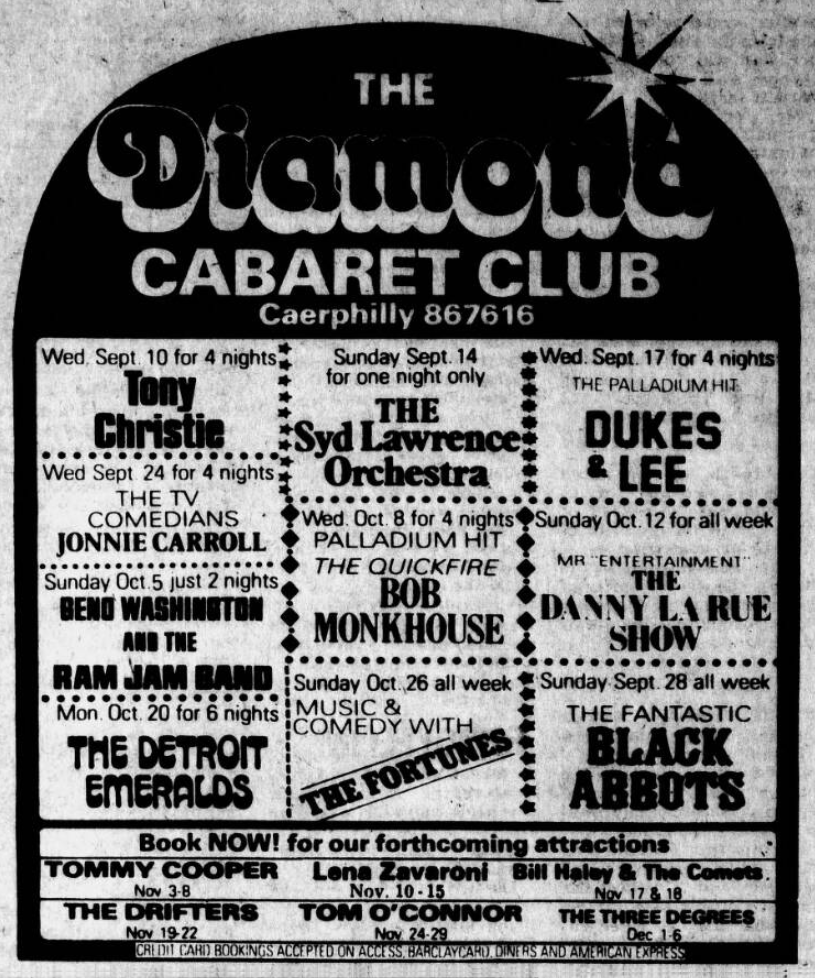 THE
Diamond
CABARET CLUB
Caerphilly 867616
Wed. Sept. 10 for 4 nights
Tony
Christie
Sunday Sept. 14
for one night only
THE
Syd Lawrence
Orchestra
Wed. Sept. 17 for 4 nights
THE PALLADIUM HIT
DUKES
& LEE
Wed Sept 24 for 4 nights
THE TV
COMEDIANS
JONNIE CARROLL
Wed. Oct. 8 for 4 nights
PALLADIUM HIT
THE QUICKFIRE
BOB
MONKHOUSE
Sunday Oct. 12 for all week
MR "ENTERTAINMENT"
THE
DANNY LA RUE
SHOW
Sunday Oct. 5 just 2 nights
GENO WASHINGTON
AND THE
RAM JAM BAND
Mon. Oct. 20 for 6 nights
THE DETROIT
EMERALDS
Sunday Oct. 26 all week
MUSIC &
COMEDY WITH
THE FORTUNES
Sunday Sept. 28 all week
THE FANTASTIC
BLACK
ABBOTS
Book NOW! for our forthcoming attractions
TOMMY COOPER
Nov 3-8
Lena Zavaroni
Nov. 10-15
Bill Haley & The Comets
Nov 17 & 18
THE DRIFTERS
Nov 19-22
TOM O'CONNOR
Nov 24-29
THE THREE DEGREES
Dec 1-6
CREDIT CARD BOOKINGS ACCEPTED ON ACCESS, BARCLAYCARD, DINERS AND AMERICAN EXPRESS